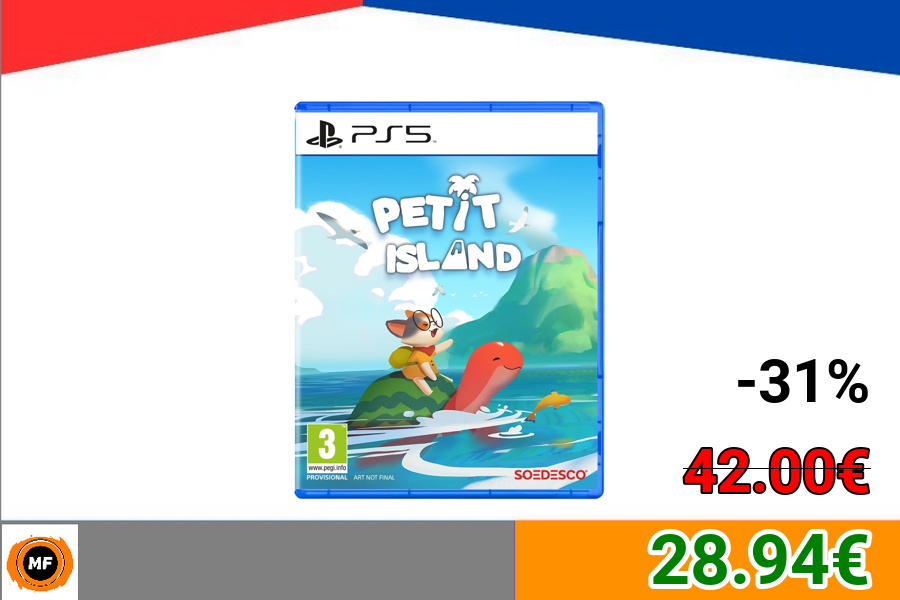 PS5
PETIT
ISLAND
3
www.pegi.info
PROVISIONAL ART NOT FINAL
SOEDESCO
-31%
42.00€
28.94€
MF